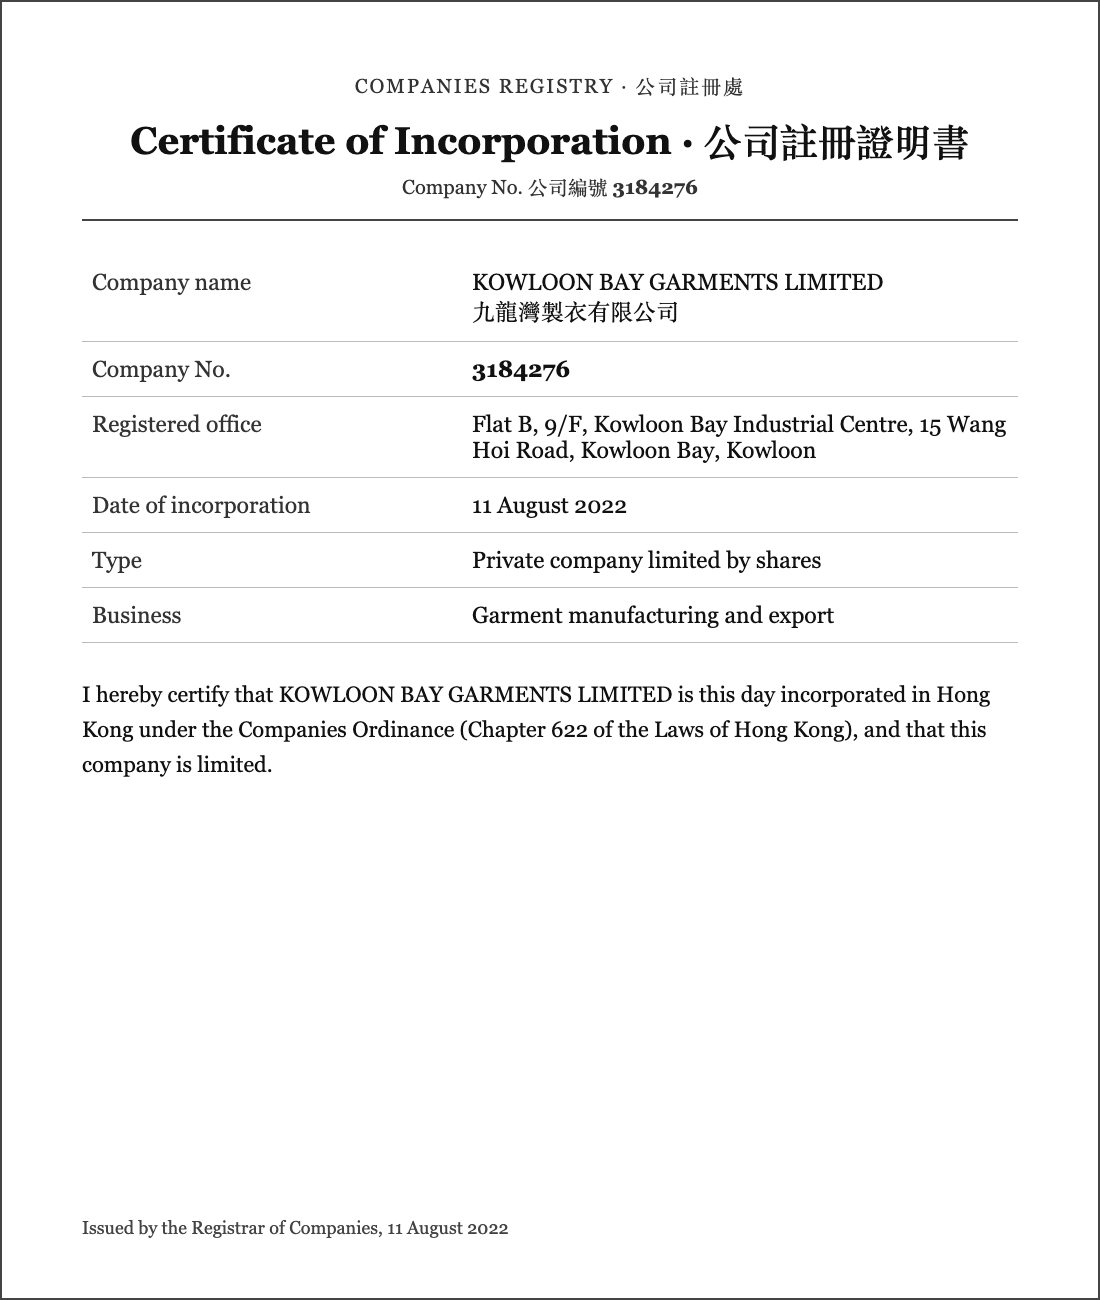 COMPANIES REGISTRY · 公司註冊處
Certificate of Incorporation · 公司註冊證明書
Company No. 公司編號 3184276
Company name
KOWLOON BAY GARMENTS LIMITED
九龍灣製衣有限公司
Company No.
3184276
Registered office
Flat B, 9/F, Kowloon Bay Industrial Centre, 15 Wang
Hoi Road, Kowloon Bay, Kowloon
Date of incorporation
11 August 2022
Type
Private company limited by shares
Business
Garment manufacturing and export
I hereby certify that KOWLOON BAY GARMENTS LIMITED is this day incorporated in Hong
Kong under the Companies Ordinance (Chapter 622 of the Laws of Hong Kong), and that this
company is limited.
Issued by the Registrar of Companies, 11 August 2022